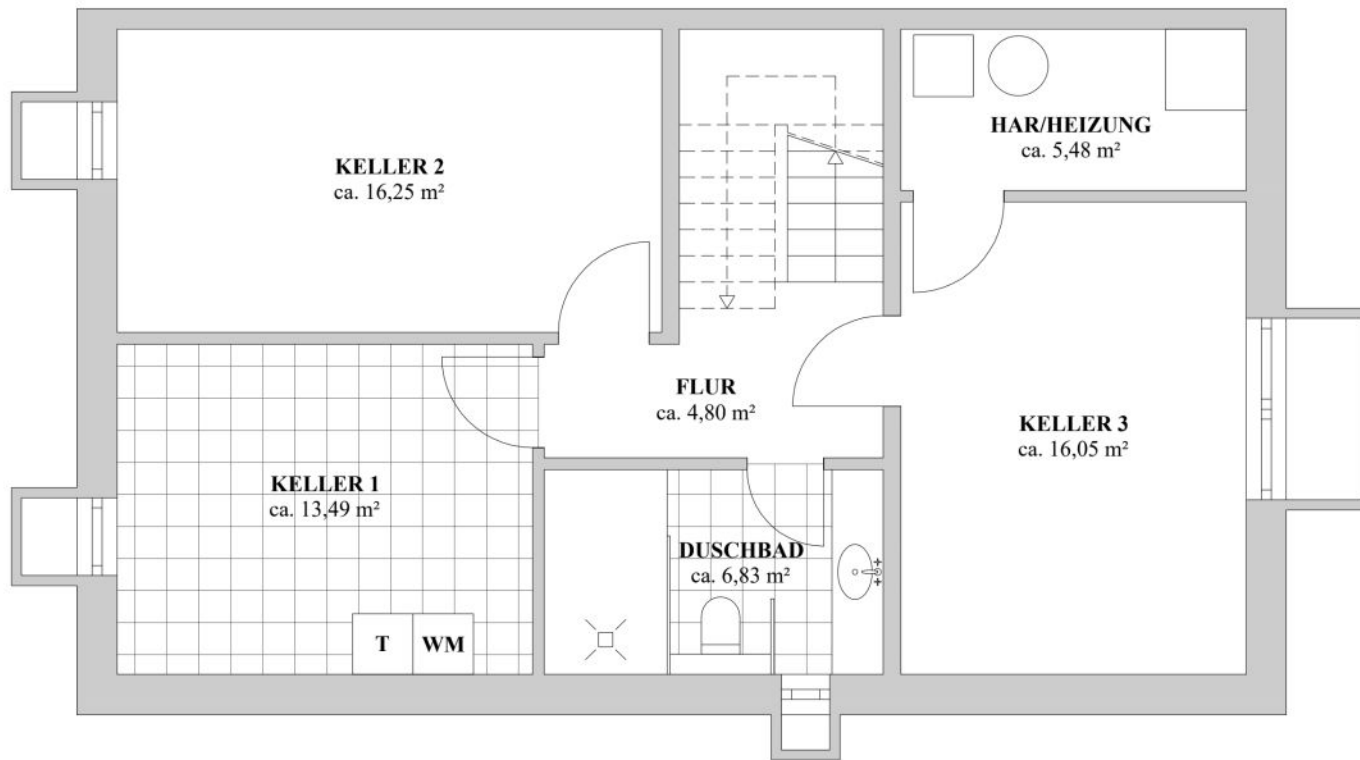 KELLER 2
ca. 16,25 m²
HAR/HEIZUNG
ca. 5,48 m²
FLUR
ca. 4,80 m²
KELLER 3
ca. 16,05 m²
KELLER 1
ca. 13,49 m²
DUSCHBAD
ca. 6,83 m²
T
WM